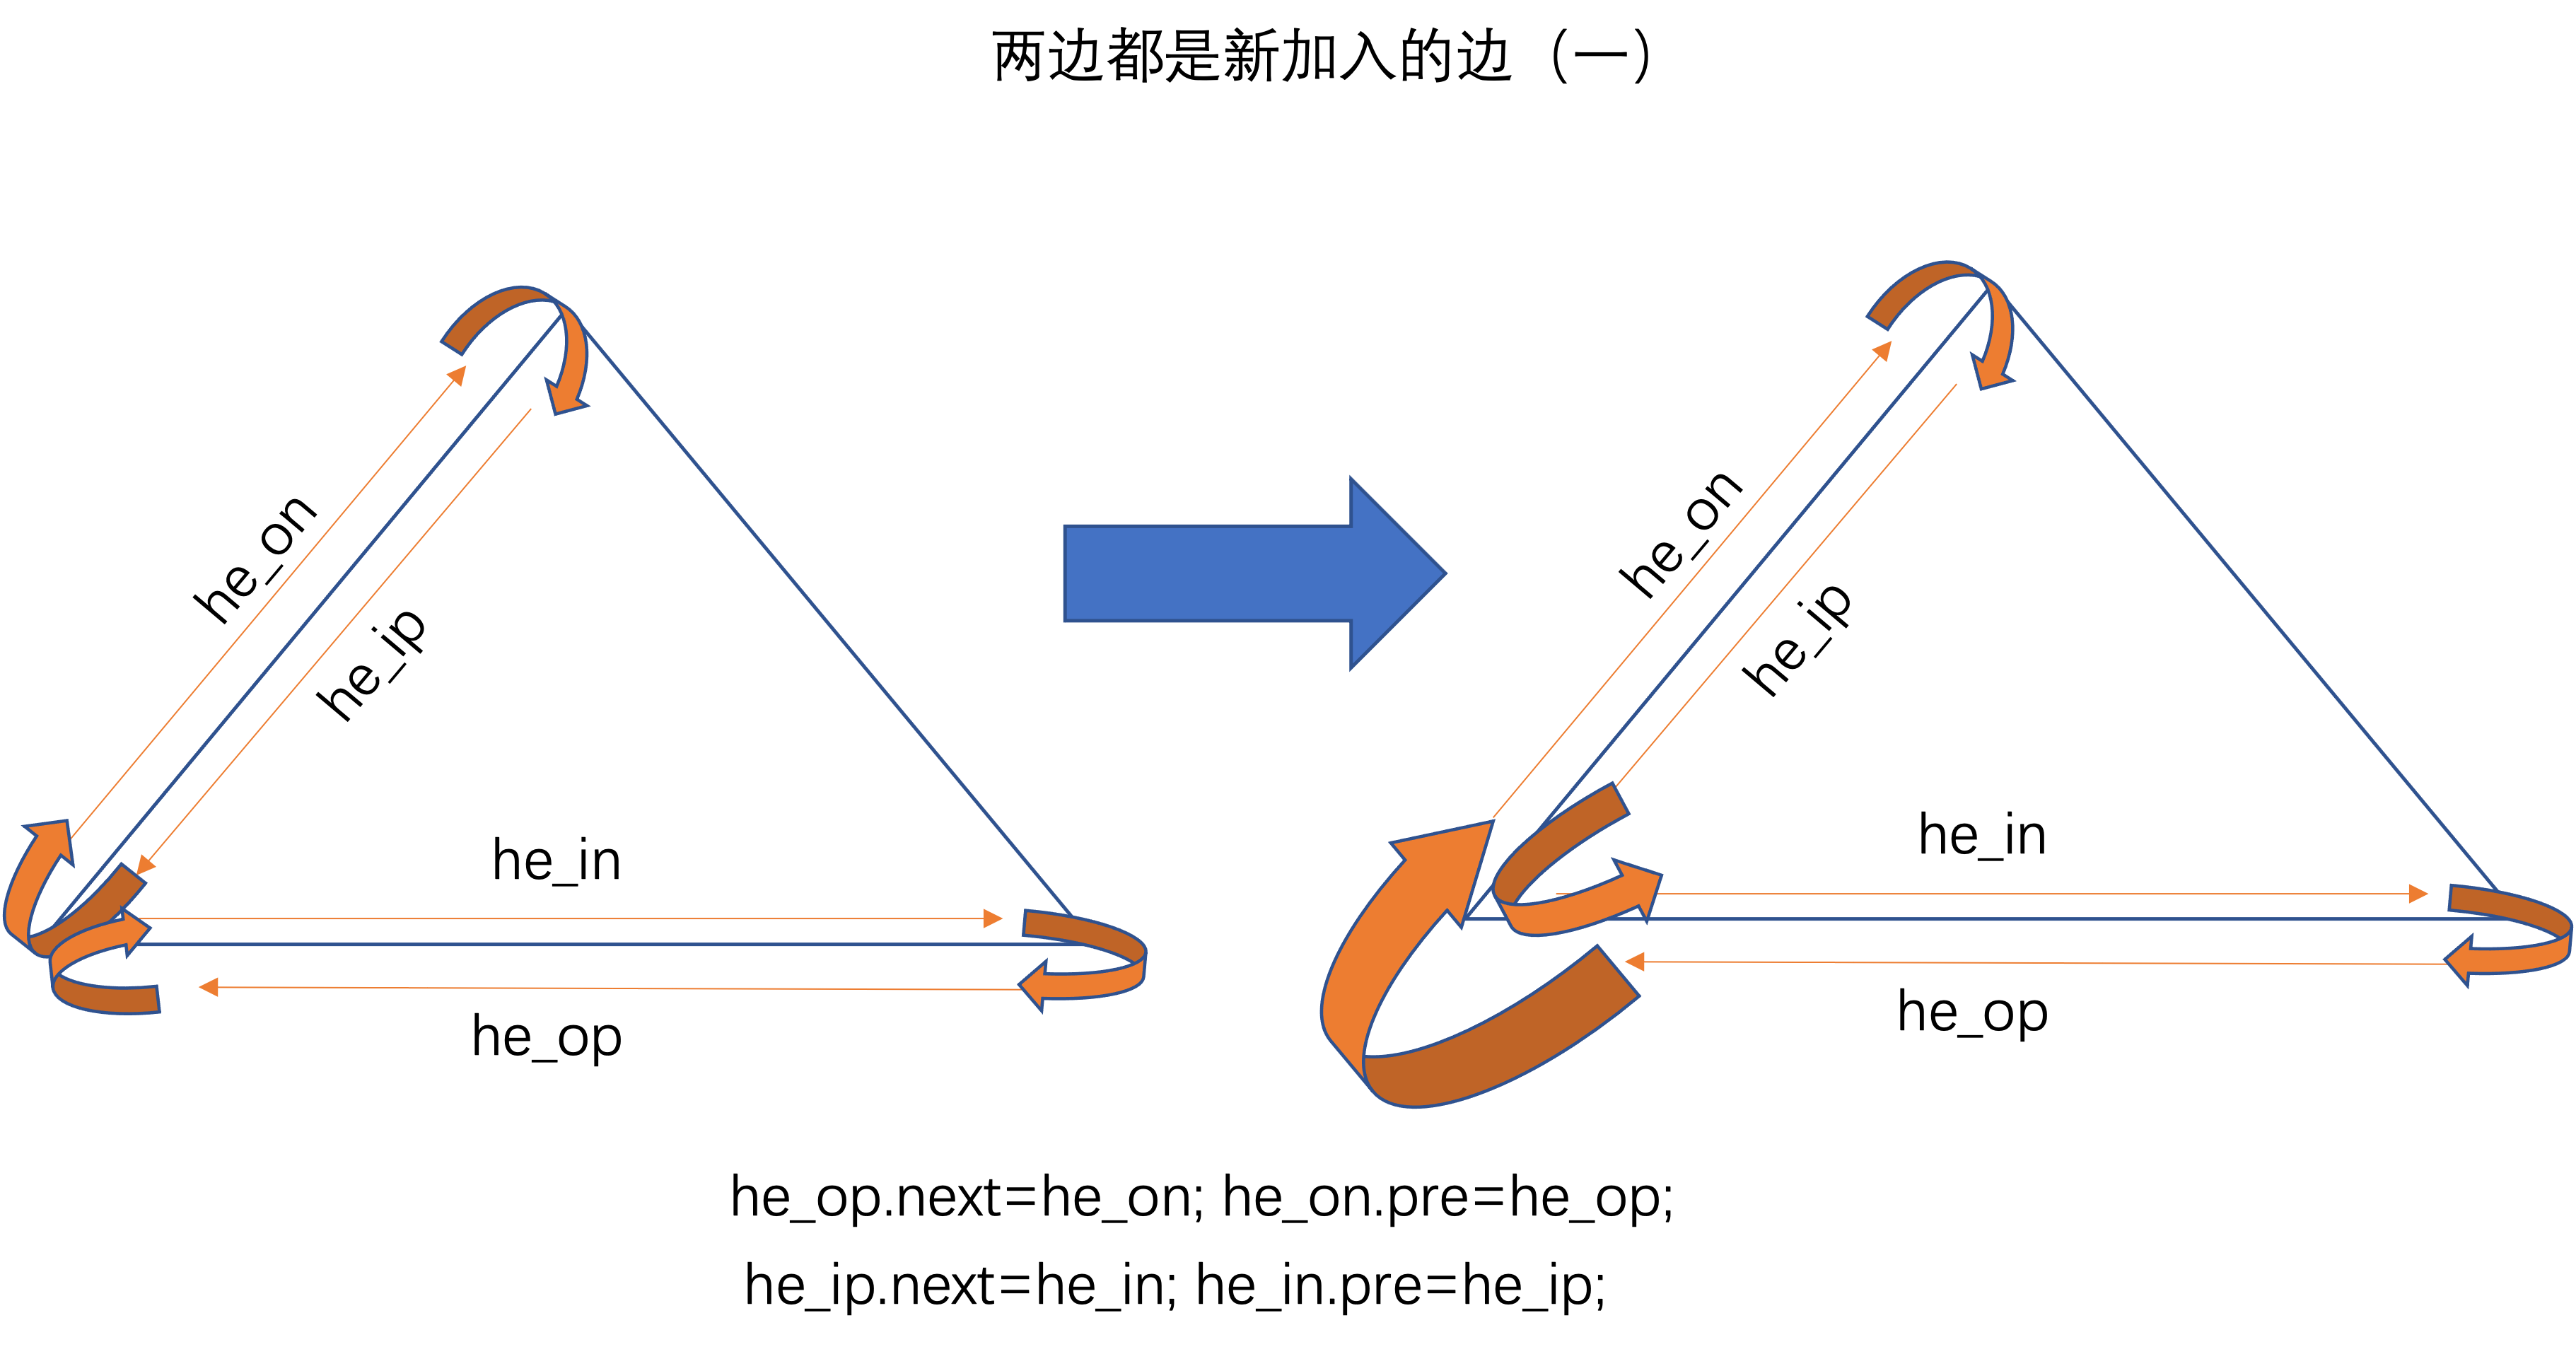 两边都是新加入的边（一）
he_on
he_ip
he_in
he_op
he_on
he_ip
he_in
he_op
he_op.next=he_on; he_on.pre=he_op;
he_ip.next=he_in; he_in.pre=he_ip;